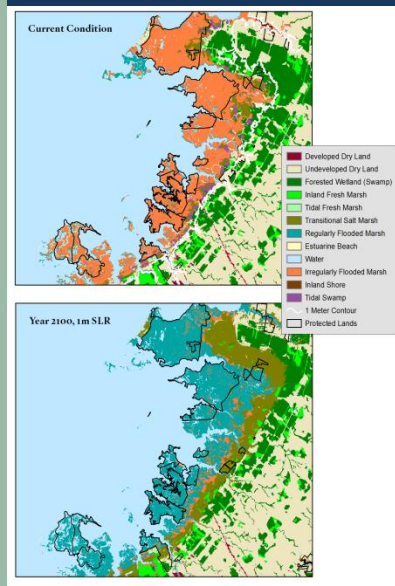 Current Condition
Developed Dry Land
Undeveloped Dry Land
Forested Wetland (Swamp)
Inland Fresh Marsh
Tidal Fresh Marsh
Transitional Salt Marsh
Regularly Flooded Marsh
Estuarine Beach
Water
Irregularly Flooded Marsh
Inland Shore
Tidal Swamp
1 Meter Contour
Protected Lands
Year 2100, 1m SLR